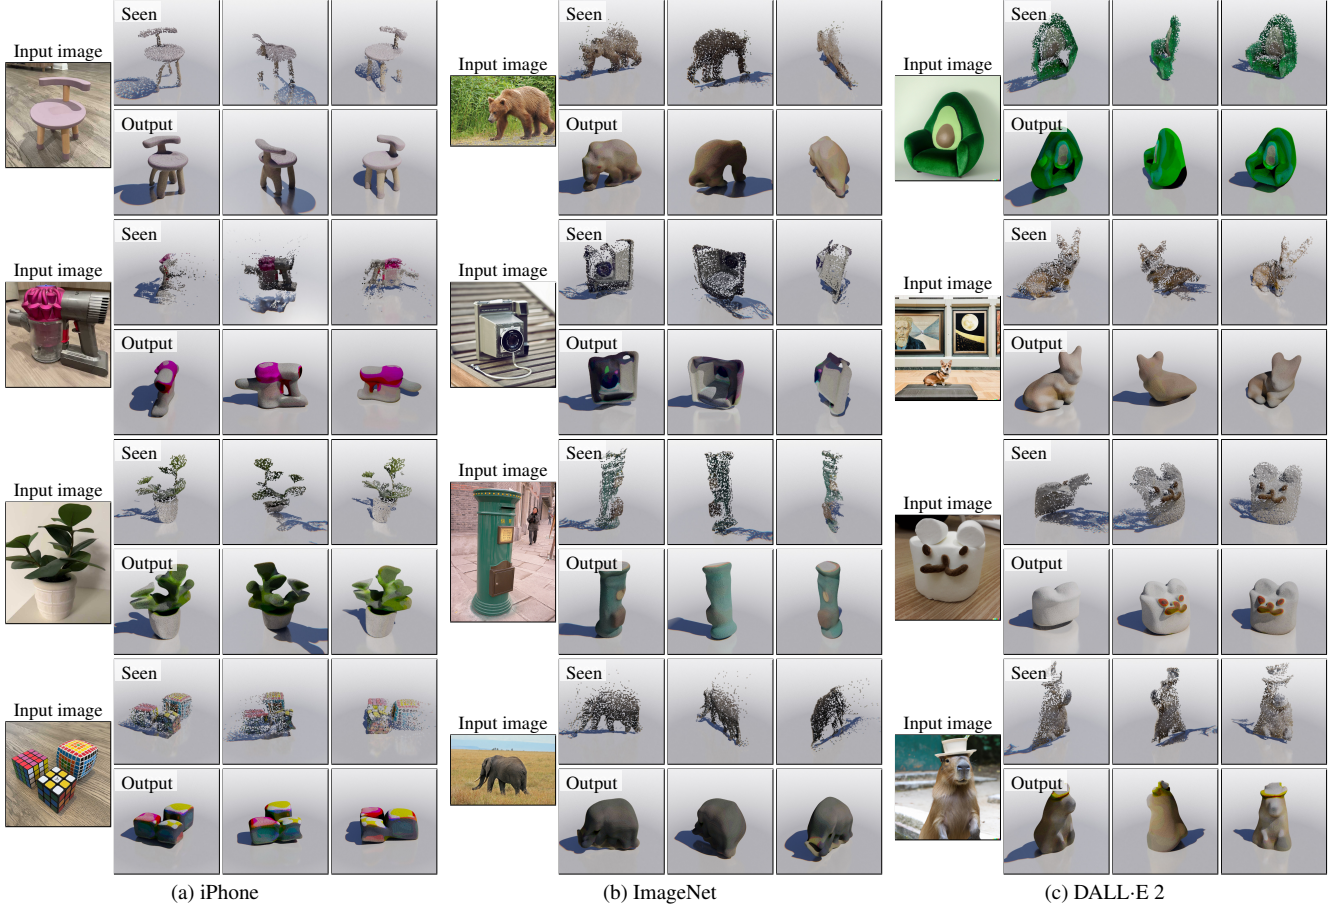 Input image
Seen
Output
Input image
Seen
Output
Input image
Seen
Output
Input image
Seen
Output
(a) iPhone
Input image
Seen
Output
Input image
Seen
Output
Input image
Seen
Output
Input image
Seen
Output
(b) ImageNet
Input image
Seen
Output
Input image
Seen
Output
Input image
Seen
Output
Input image
Seen
Output
(c) DALL·E 2